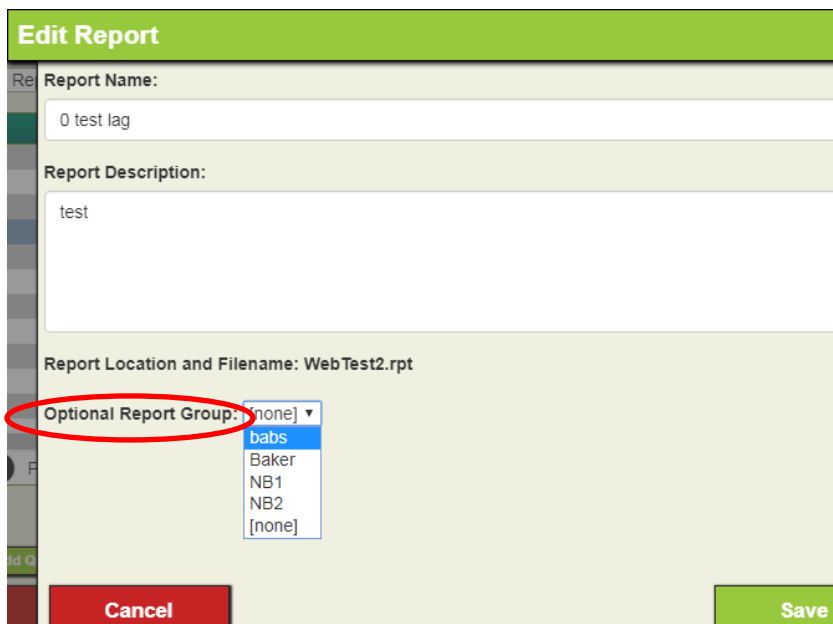 Edit Report
Rep
Report Name:
0 test lag
Report Description:
test
Report Location and Filename: WebTest2.rpt
Optional Report Group: [none]
babs
Baker
NB1
NB2
[none]
Cancel
Save